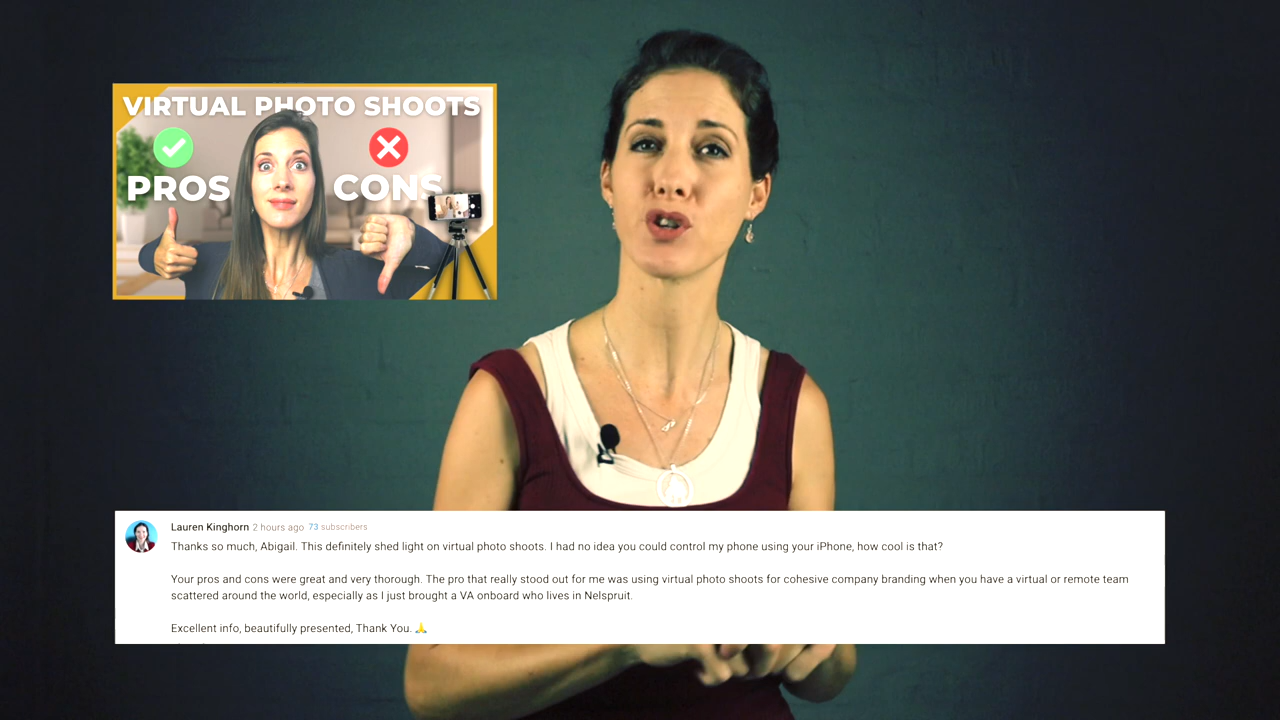 VIRTUAL PHOTO SHOOTS
PROS
CONS
Lauren Kinghorn 2 hours ago 73 subscribers
Thanks so much, Abigail. This definitely shed light on virtual photo shoots. I had no idea you could control my phone using your iPhone, how cool is that?
Your pros and cons were great and very thorough. The pro that really stood out for me was using virtual photo shoots for cohesive company branding when you have a virtual or remote team
scattered around the world, especially as I just brought a VA onboard who lives in Nelspruit.
Excellent info, beautifully presented, Thank You. 🙏